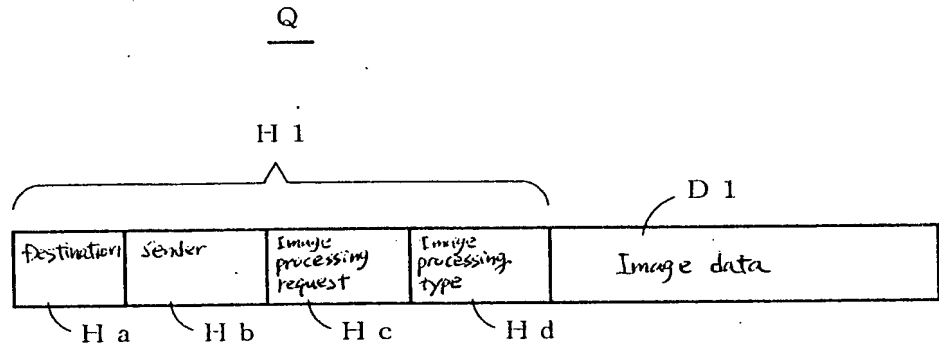 Q
H 1
D 1
Destination
Sender
Image
processing
request
Image
processing
type
Image data
H a
H b
H c
H d